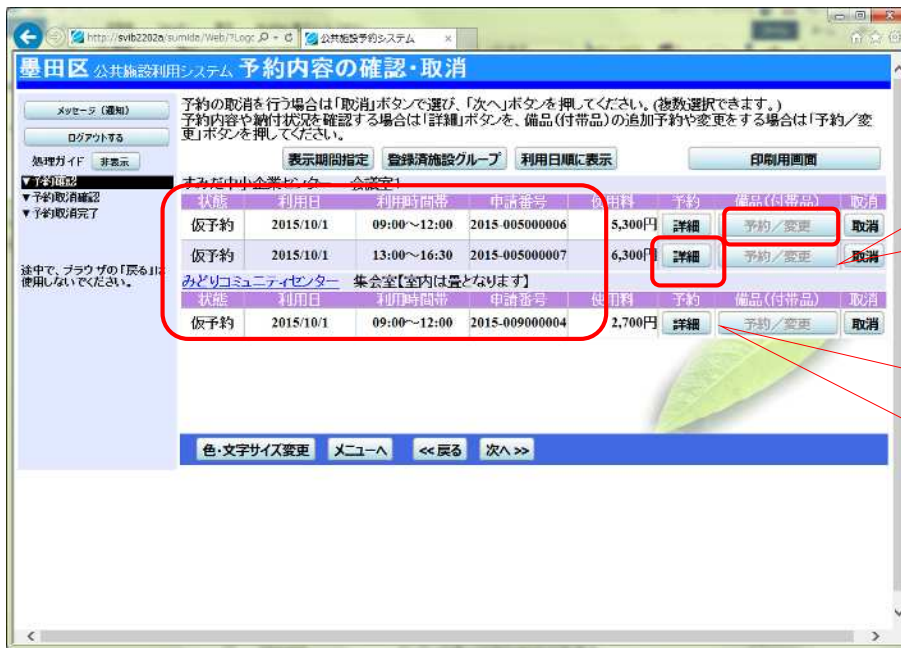 http://svib2202a/sumida/Web/?Logo
公共施設予約システム ×
墨田区 公共施設利用システム 予約内容の確認・取消
メッセージ（通知）
ログアウトする
処理ガイド 非表示
▼予約確認
▼予約取消確認
▼予約取消完了
途中で、ブラウザの「戻る」は
使用しないでください。
予約の取消を行う場合は「取消」ボタンで選び、「次へ」ボタンを押してください。(複数選択できます。)
予約内容や納付状況を確認する場合は「詳細」ボタンを、備品(付帯品)の追加予約や変更をする場合は「予約／変
更」ボタンを押してください。
表示期間指定 登録済施設グループ 利用日順に表示 印刷用画面
すみだ中小企業センター 会議室1
状態 利用日 利用時間帯 申請番号 使用料 予約 備品(付帯品) 取消
仮予約 2015/10/1 09:00～12:00 2015-005000006 5,300円 詳細 予約／変更 取消
仮予約 2015/10/1 13:00～16:30 2015-005000007 6,300円 詳細 予約／変更 取消
みどりコミュニティセンター 集会室【室内は畳となります】
状態 利用日 利用時間帯 申請番号 使用料 予約 備品(付帯品) 取消
仮予約 2015/10/1 09:00～12:00 2015-009000004 2,700円 詳細 予約／変更 取消
色・文字サイズ変更 メニューへ <<戻る 次へ>>